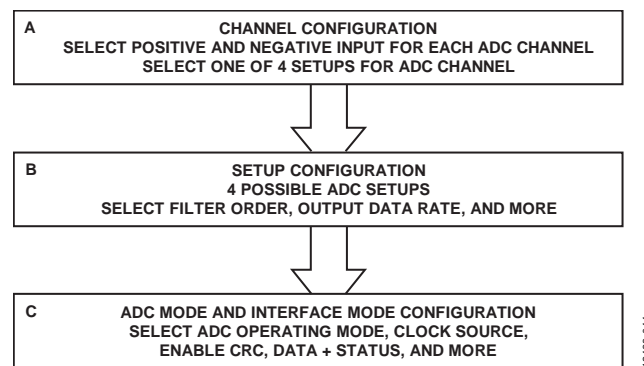 A
CHANNEL CONFIGURATION
SELECT POSITIVE AND NEGATIVE INPUT FOR EACH ADC CHANNEL
SELECT ONE OF 4 SETUPS FOR ADC CHANNEL
B
SETUP CONFIGURATION
4 POSSIBLE ADC SETUPS
SELECT FILTER ORDER, OUTPUT DATA RATE, AND MORE
C
ADC MODE AND INTERFACE MODE CONFIGURATION
SELECT ADC OPERATING MODE, CLOCK SOURCE,
ENABLE CRC, DATA + STATUS, AND MORE